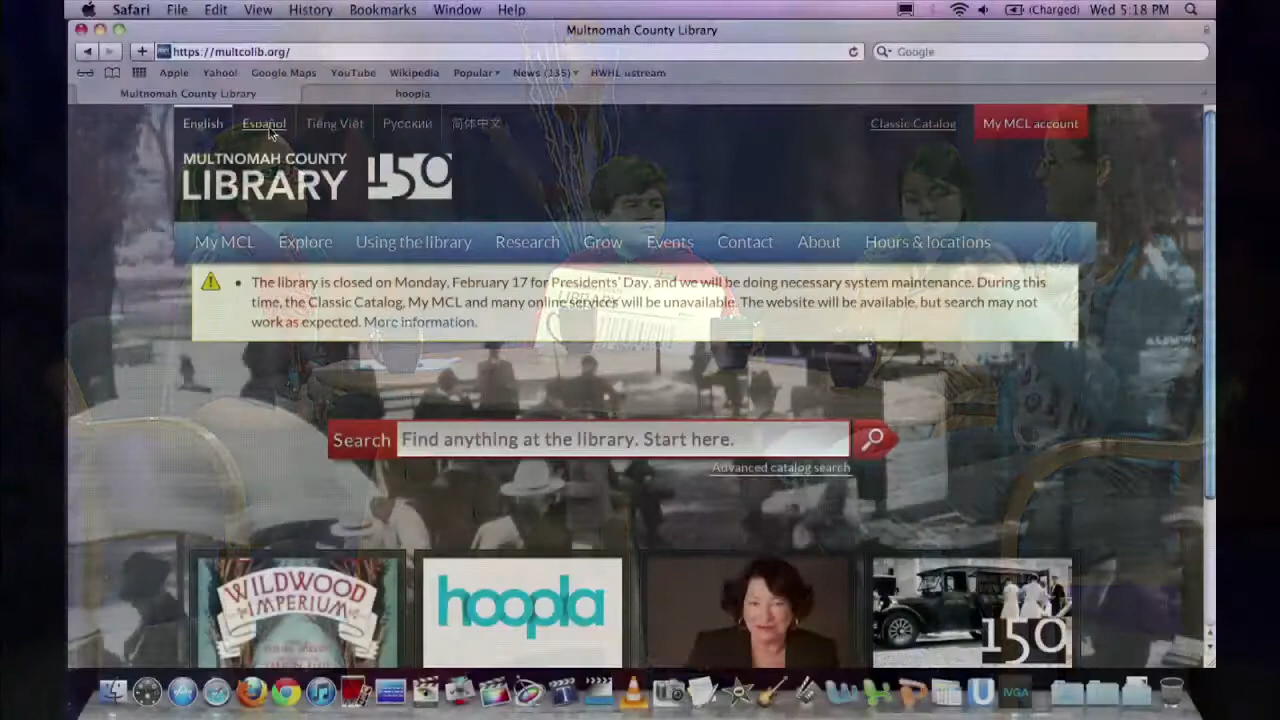 Safari File Edit View History Bookmarks Window Help (Charged) Wed 5:18 PM
Multnomah County Library
https://multcolib.org/ Google
Apple Yahoo! Google Maps YouTube Wikipedia Popular News (135) HWHL ustream
Multnomah County Library hoopla
English Español Tiếng Việt Русский 简体中文 Classic Catalog My MCL account
MULTNOMAH COUNTY
LIBRARY 150
My MCL Explore Using the library Research Grow Events Contact About Hours & locations
The library is closed on Monday, February 17 for Presidents' Day, and we will be doing necessary system maintenance. During this
time, the Classic Catalog, My MCL and many online services will be unavailable. The website will be available, but search may not
work as expected. More information.
Search Find anything at the library. Start here.
Advanced catalog search
WILDWOOD
IMPERIUM
hoopla
150
IVGA